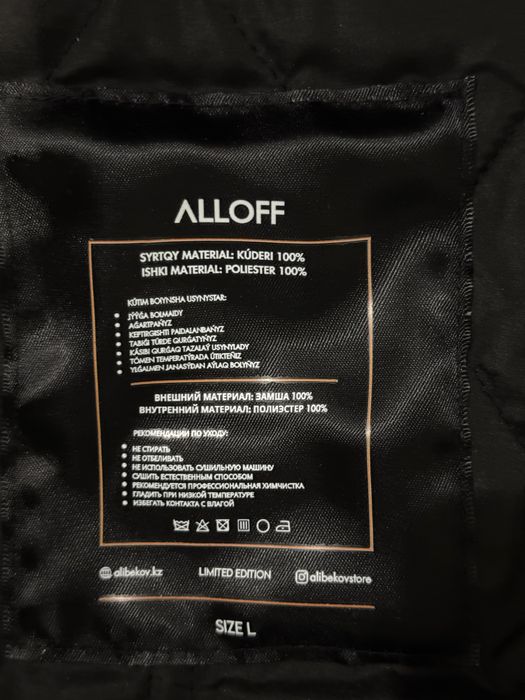 ALLOFF
SYRTQY MATERIAL: KÚDERI 100%
ISHKI MATERIAL: POLIESTER 100%
KÚTIM BOIYNSHA USYNYSTAR:
• JÝÝǴA BOLMAIDY
• AǴARTPAŃYZ
• KEPTIRGISHTI PAIDALANBAŃYZ
• TABIǴI TÚRDE QURǴATYŃYZ
• KÁSIBI QURǴAQ TAZALAÝ USYNYLADY
• TÓMEN TEMPERATÝRADA ÚTIKTEŃIZ
• YLǴALMEN JANASÝDAN AÝLAQ BOLYŃYZ
ВНЕШНИЙ МАТЕРИАЛ: ЗАМША 100%
ВНУТРЕННИЙ МАТЕРИАЛ: ПОЛИЭСТЕР 100%
РЕКОМЕНДАЦИИ ПО УХОДУ:
• НЕ СТИРАТЬ
• НЕ ОТБЕЛИВАТЬ
• НЕ ИСПОЛЬЗОВАТЬ СУШИЛЬНУЮ МАШИНУ
• СУШИТЬ ЕСТЕСТВЕННЫМ СПОСОБОМ
• РЕКОМЕНДУЕТСЯ ПРОФЕССИОНАЛЬНАЯ ХИМЧИСТКА
• ГЛАДИТЬ ПРИ НИЗКОЙ ТЕМПЕРАТУРЕ
• ИЗБЕГАТЬ КОНТАКТА С ВЛАГОЙ
alibekov.kz LIMITED EDITION alibekovstore
SIZE L